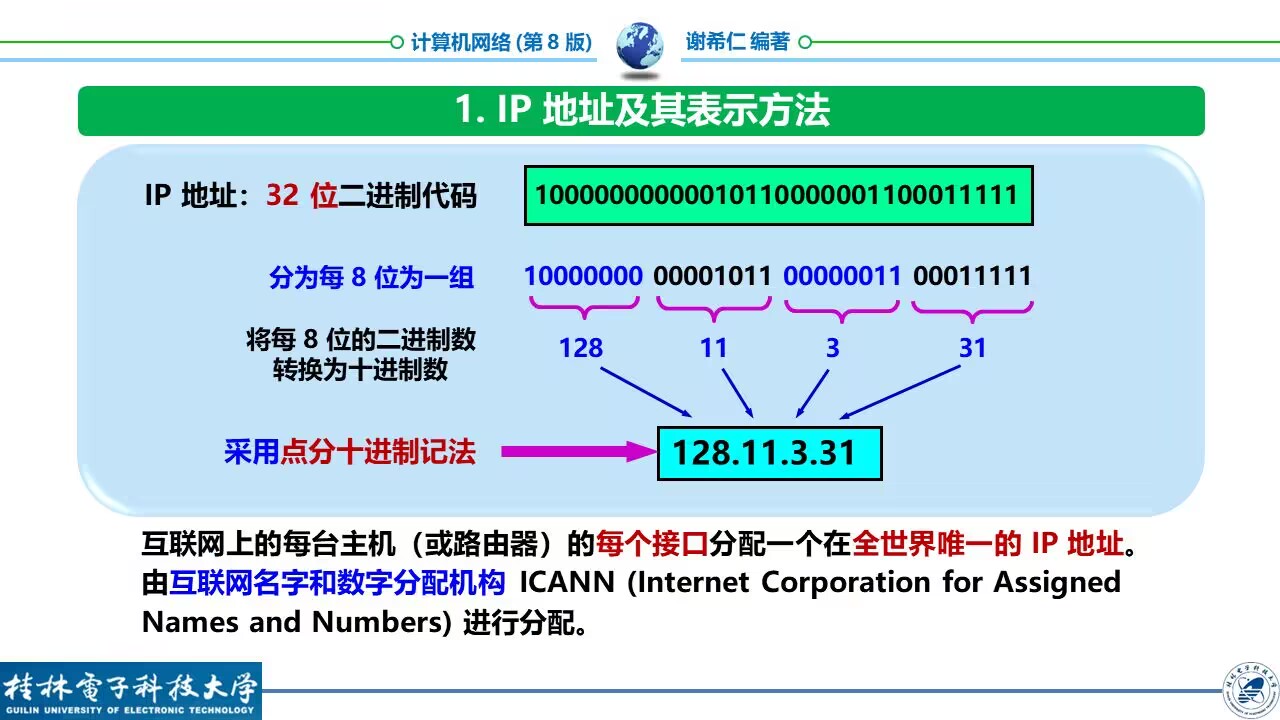 计算机网络 (第 8 版) 谢希仁 编著
1. IP 地址及其表示方法
IP 地址：32 位二进制代码 10000000000010110000001100011111
分为每 8 位为一组 10000000 00001011 00000011 00011111
将每 8 位的二进制数
转换为十进制数
128 11 3 31
采用点分十进制记法 128.11.3.31
互联网上的每台主机（或路由器）的每个接口分配一个在全世界唯一的 IP 地址。
由互联网名字和数字分配机构 ICANN (Internet Corporation for Assigned
Names and Numbers) 进行分配。
桂林電子科技大学
GUILIN UNIVERSITY OF ELECTRONIC TECHNOLOGY